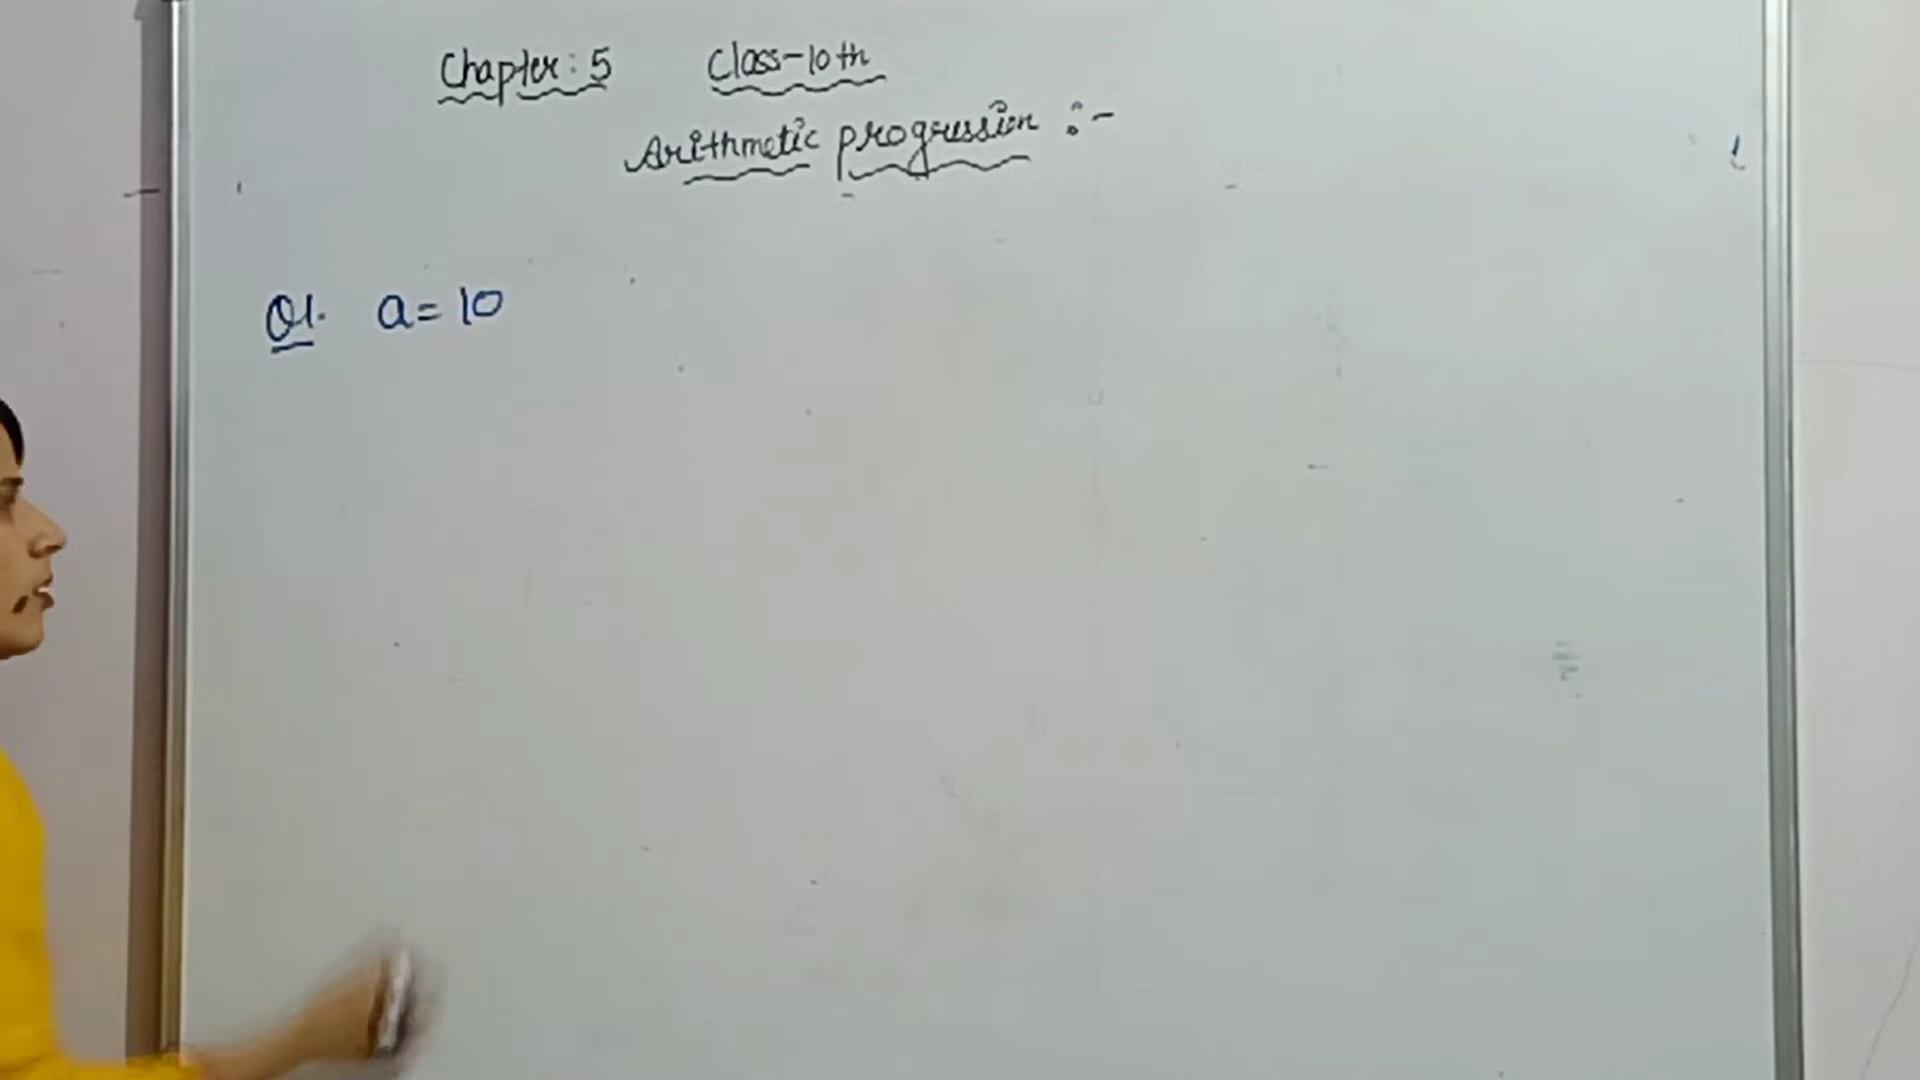 Chapter: 5 Class-10th
Arithmetic progression :-
Q1. a = 10